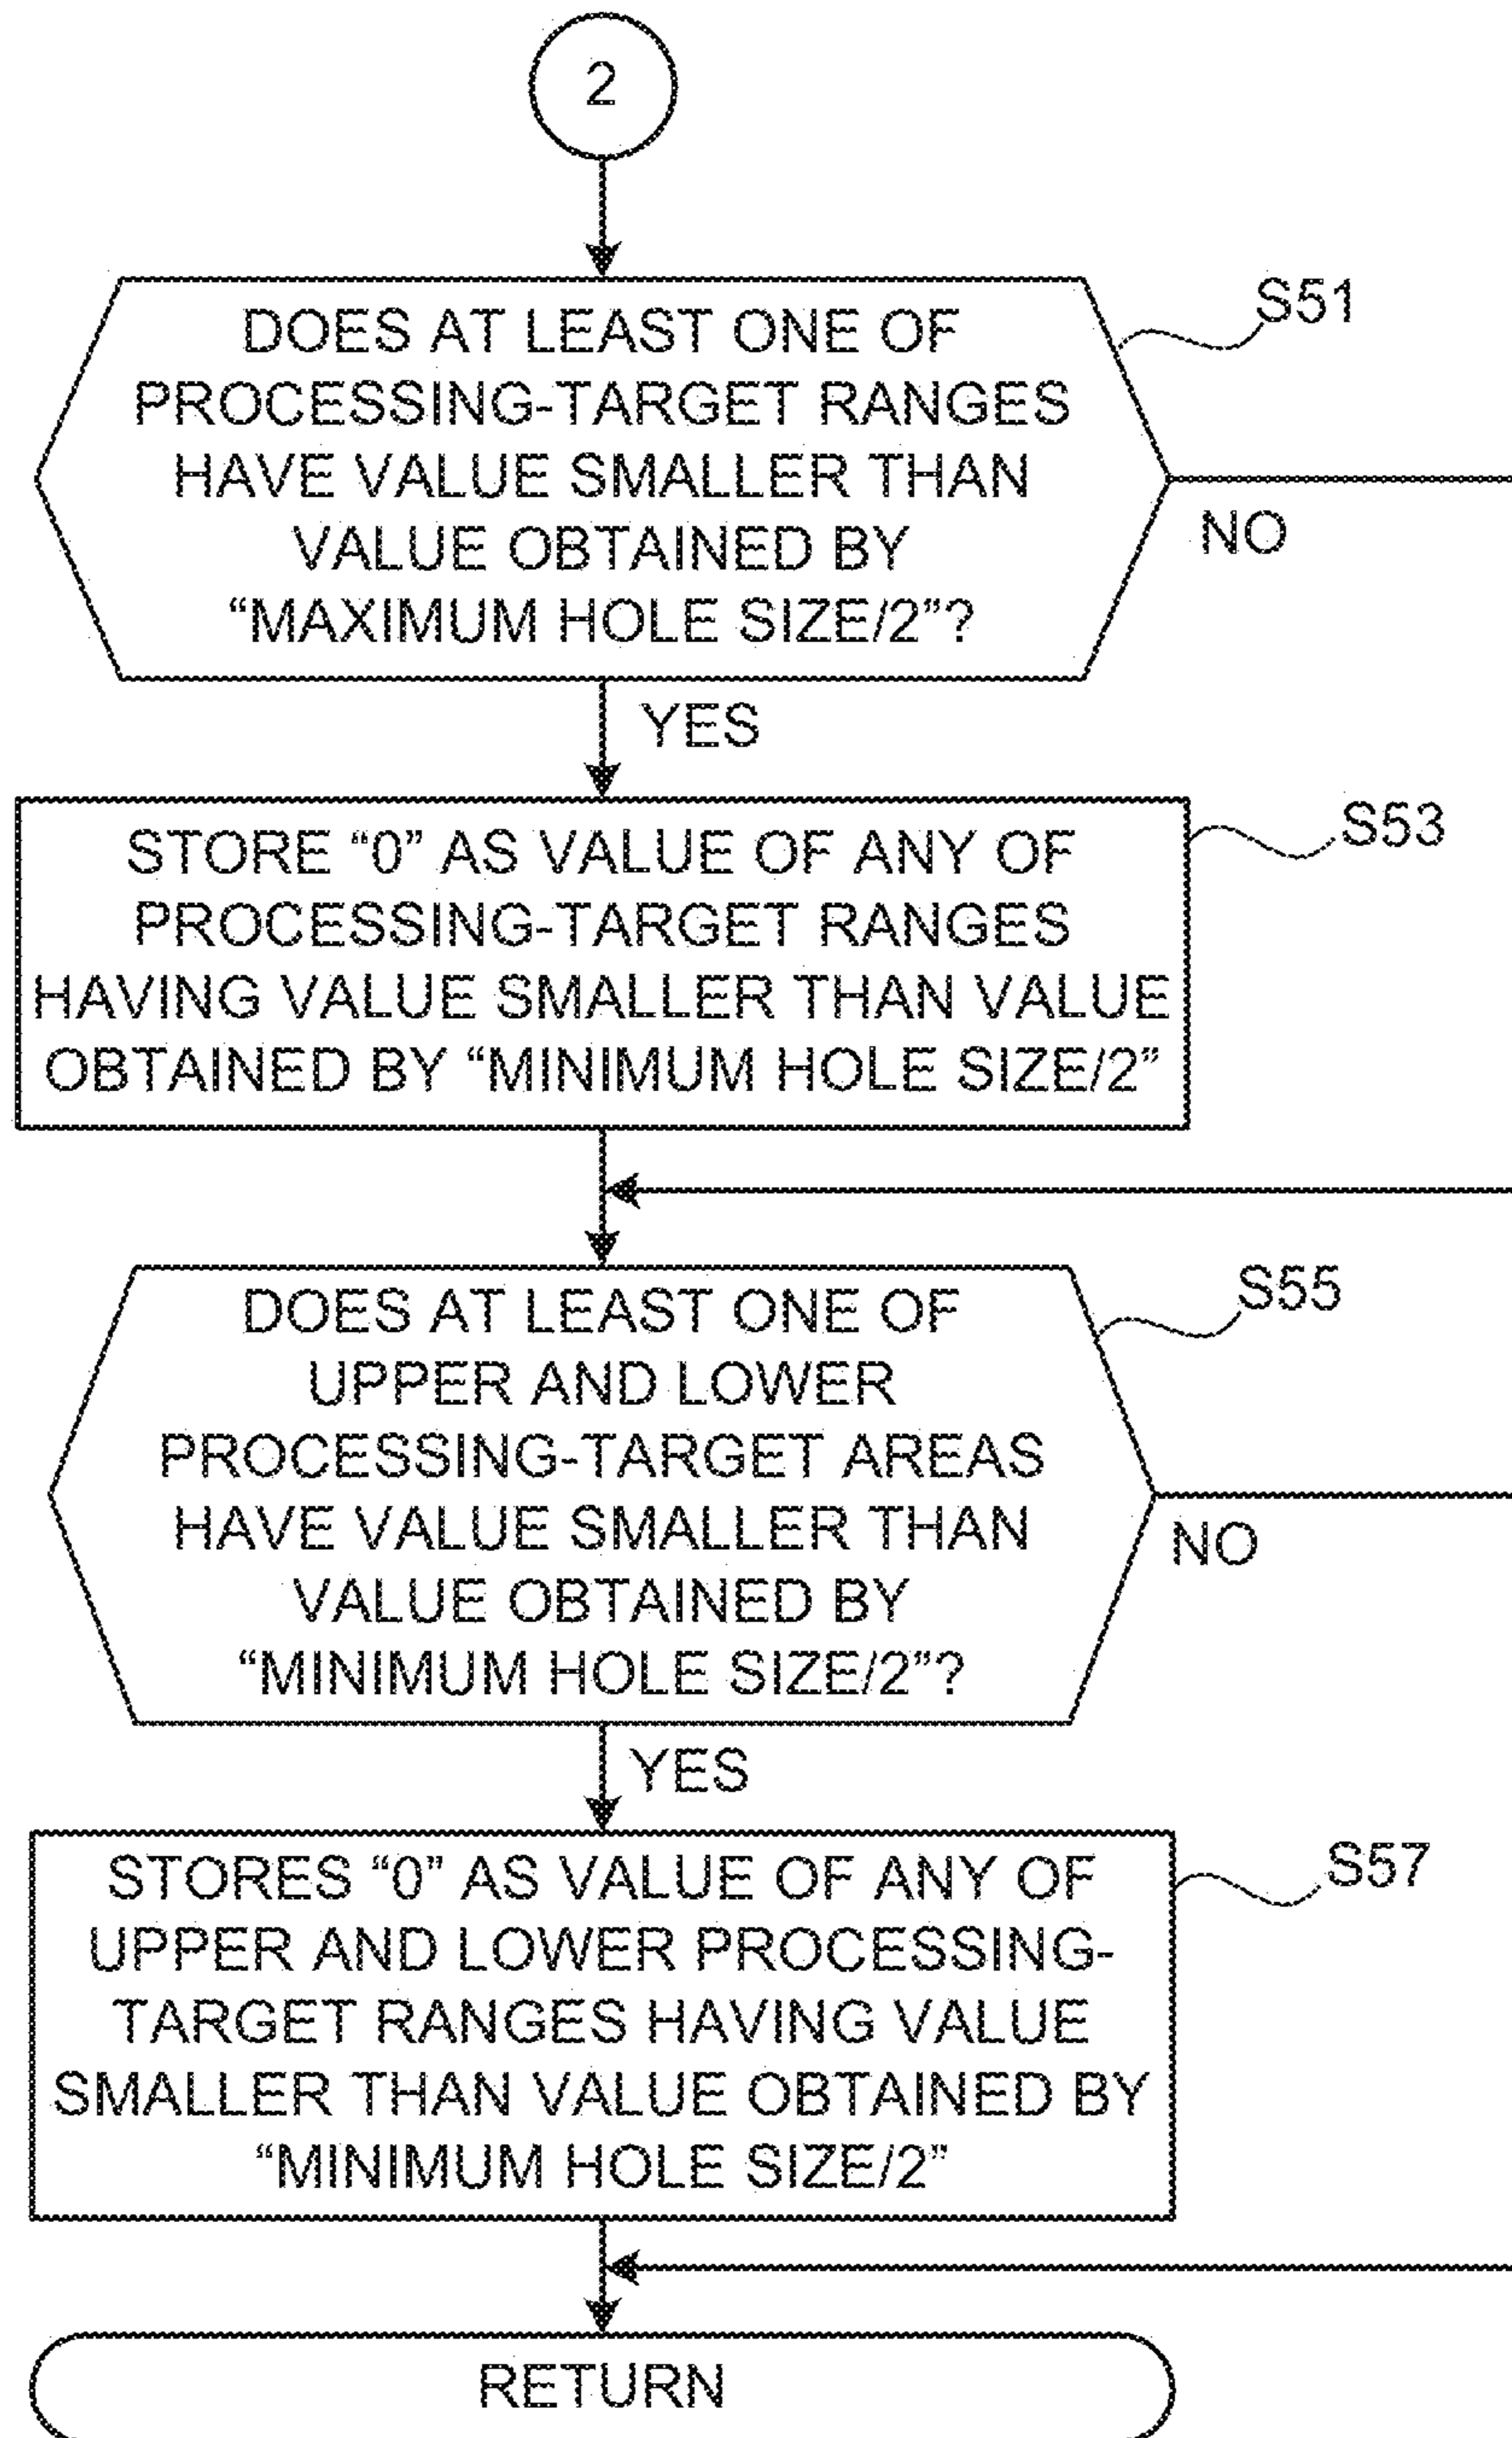 2
DOES AT LEAST ONE OF
PROCESSING-TARGET RANGES
HAVE VALUE SMALLER THAN
VALUE OBTAINED BY
“MAXIMUM HOLE SIZE/2”?
S51
NO
YES
STORE “0” AS VALUE OF ANY OF
PROCESSING-TARGET RANGES
HAVING VALUE SMALLER THAN VALUE
OBTAINED BY “MINIMUM HOLE SIZE/2”
S53
DOES AT LEAST ONE OF
UPPER AND LOWER
PROCESSING-TARGET AREAS
HAVE VALUE SMALLER THAN
VALUE OBTAINED BY
“MINIMUM HOLE SIZE/2”?
S55
NO
YES
STORES “0” AS VALUE OF ANY OF
UPPER AND LOWER PROCESSING-
TARGET RANGES HAVING VALUE
SMALLER THAN VALUE OBTAINED BY
“MINIMUM HOLE SIZE/2”
S57
RETURN